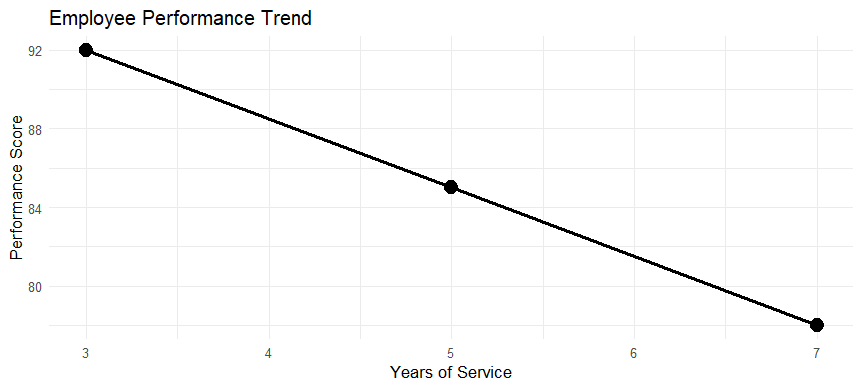 Employee Performance Trend
Performance Score
92
88
84
80
3 4 5 6 7
Years of Service